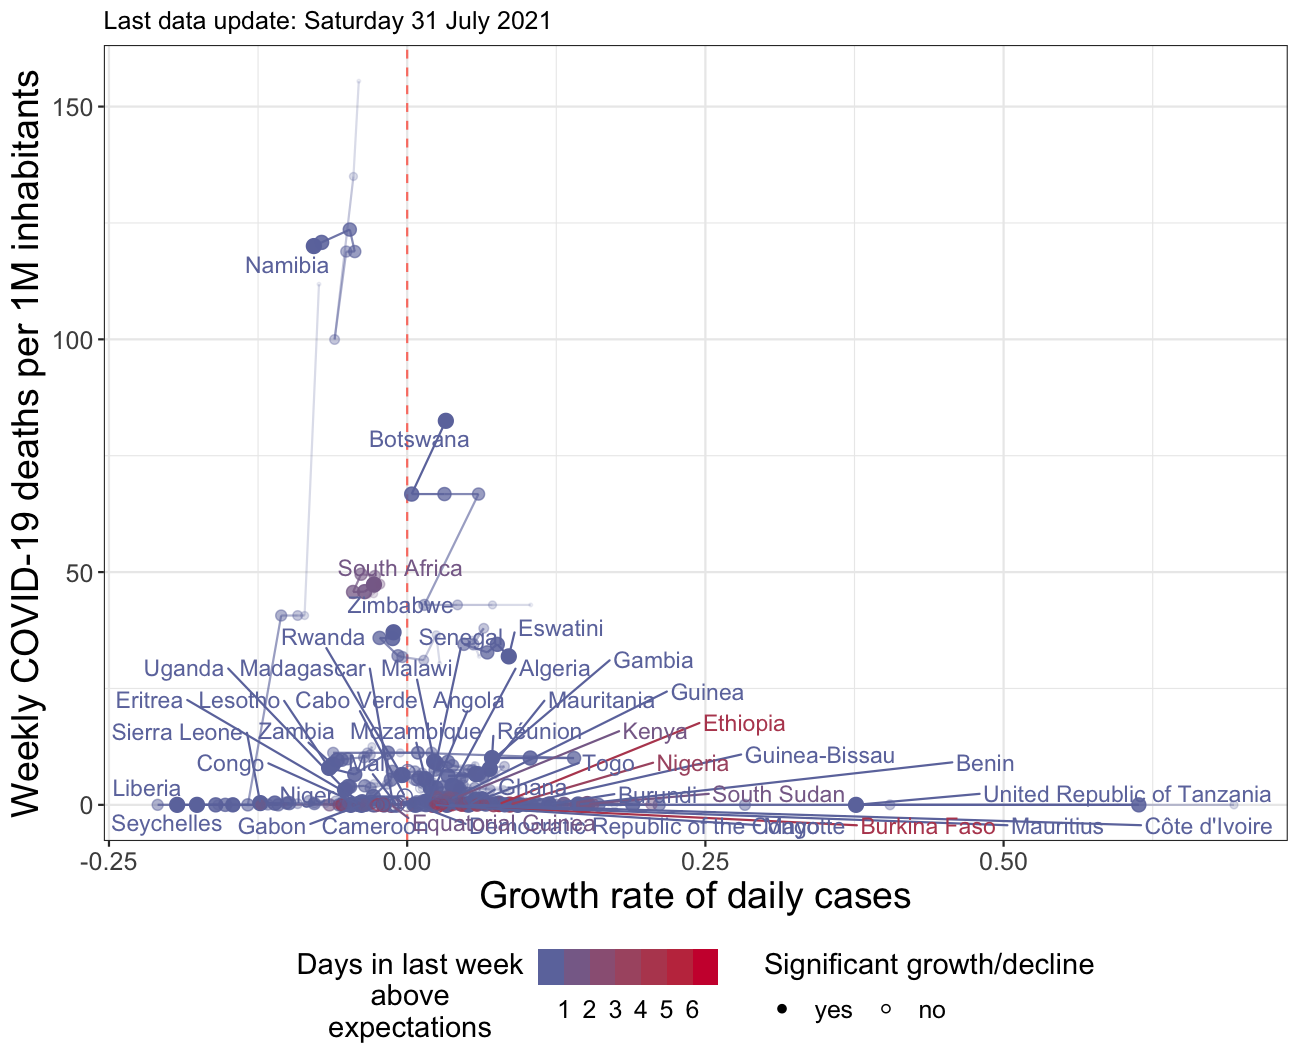 Last data update: Saturday 31 July 2021
Weekly COVID-19 deaths per 1M inhabitants
150
100
50
0
Namibia
Botswana
South Africa
Zimbabwe
Rwanda Senegal Eswatini
Uganda Madagascar Malawi Algeria Gambia
Eritrea Lesotho Cabo Verde Angola Mauritania Guinea
Sierra Leone Zambia Mozambique Réunion Kenya Ethiopia
Congo Mali Togo Nigeria Guinea-Bissau Benin
Liberia Niger Ghana Burundi South Sudan United Republic of Tanzania
Seychelles Gabon Cameroon Equatorial Guinea Democratic Republic of the Congo Mayotte Burkina Faso Mauritius Côte d'Ivoire
-0.25 0.00 0.25 0.50
Growth rate of daily cases
Days in last week
above
expectations
1 2 3 4 5 6
Significant growth/decline
yes no